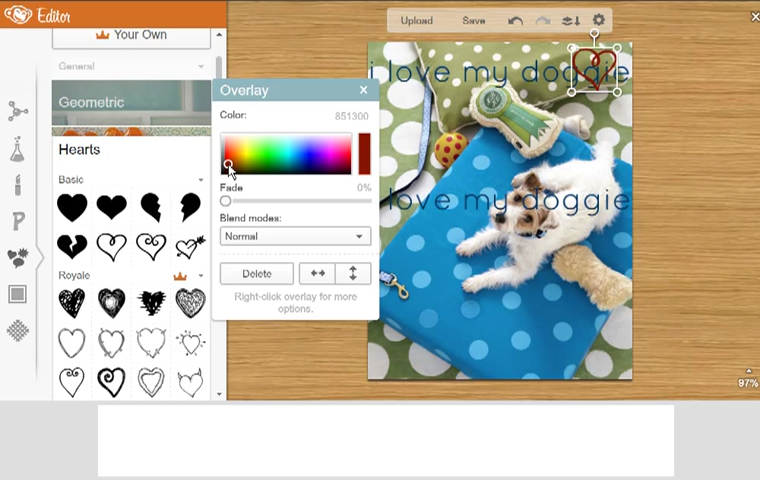 Editor
Upload
Save
Your Own
General
Geometric
Hearts
Basic
Royale
Overlay
Color:
851300
Fade
0%
Blend modes:
Normal
Delete
Right-click overlay for more
options.
i love my doggie
i love my doggie
97%